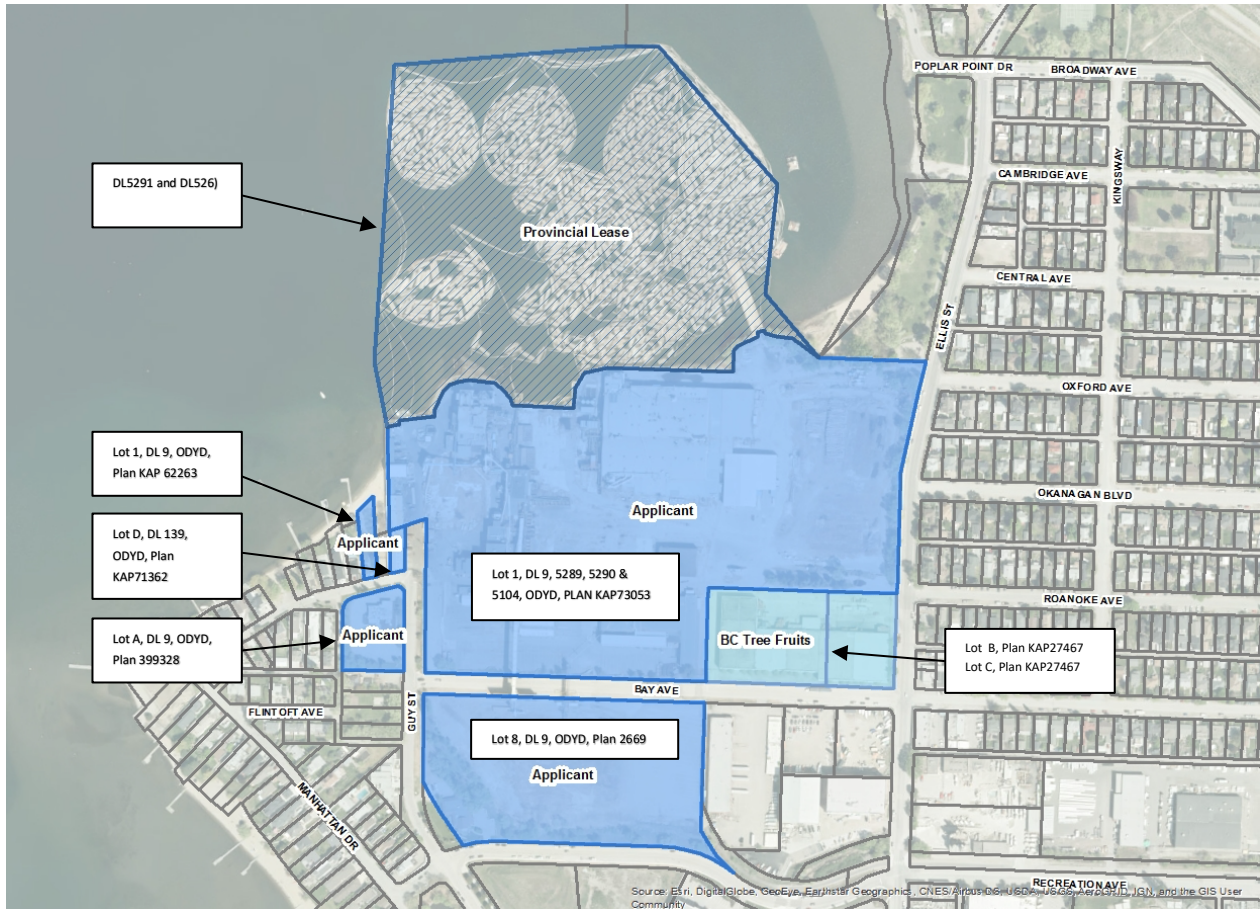 POPLAR POINT DR
BROADWAY AVE
KINGSWAY
CAMBRIDGE AVE
DL5291 and DL526)
Provincial Lease
CENTRAL AVE
ELLIS ST
OXFORD AVE
Lot 1, DL 9, ODYD,
Plan KAP 62263
OKANAGAN BLVD
Applicant
Applicant
Lot D, DL 139,
ODYD, Plan
KAP71362
Lot 1, DL 9, 5289, 5290 &
5104, ODYD, PLAN KAP73053
ROANOKE AVE
Lot A, DL 9, ODYD,
Plan 399328
Applicant
BC Tree Fruits
Lot B, Plan KAP27467
Lot C, Plan KAP27467
BAY AVE
FLINTOFT AVE
GUY ST
Lot 8, DL 9, ODYD, Plan 2669
Applicant
MANHATTAN DR
RECREATION AVE
Source: Esri, DigitalGlobe, GeoEye, Earthstar Geographics, CNES/Airbus DS, USDA, USGS, AeroGRID, IGN, and the GIS User
Community